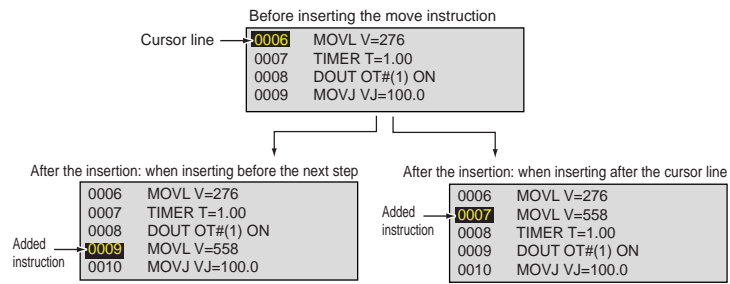 Before inserting the move instruction
Cursor line
0006 MOVL V=276
0007 TIMER T=1.00
0008 DOUT OT#(1) ON
0009 MOVJ VJ=100.0
After the insertion: when inserting before the next step
0006 MOVL V=276
0007 TIMER T=1.00
0008 DOUT OT#(1) ON
Added instruction
0009 MOVL V=558
0010 MOVJ VJ=100.0
After the insertion: when inserting after the cursor line
0006 MOVL V=276
Added instruction
0007 MOVL V=558
0008 TIMER T=1.00
0009 DOUT OT#(1) ON
0010 MOVJ VJ=100.0